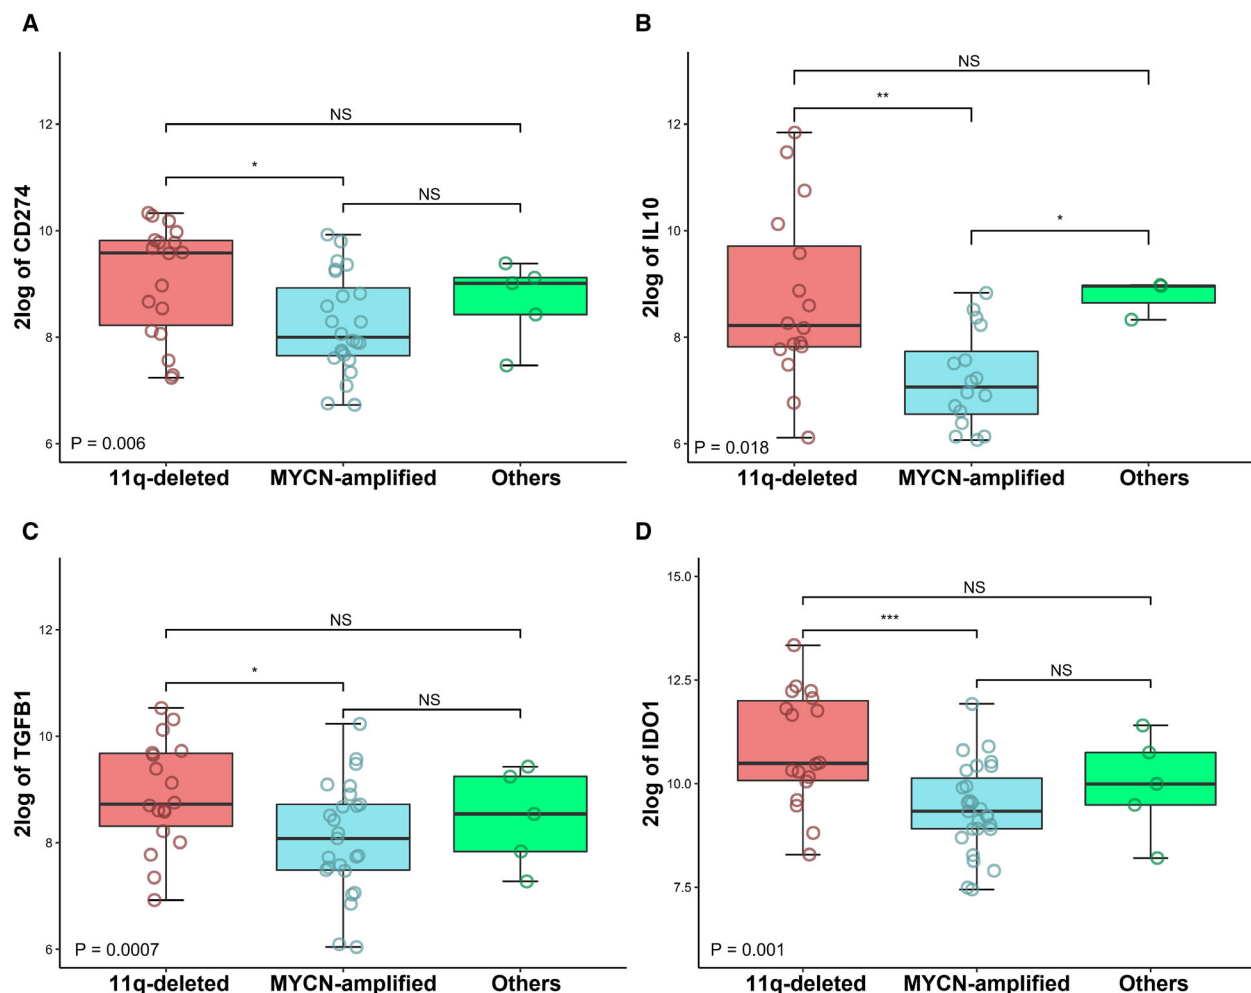 A
2log of CD274
12
10
8
6
NS
*
NS
P = 0.006
11q-deleted
MYCN-amplified
Others
B
2log of IL10
12
10
8
6
NS
**
*
P = 0.018
11q-deleted
MYCN-amplified
Others
C
2log of TGFB1
12
10
8
6
NS
*
NS
P = 0.0007
11q-deleted
MYCN-amplified
Others
D
2log of IDO1
15.0
12.5
10.0
7.5
NS
***
NS
P = 0.001
11q-deleted
MYCN-amplified
Others